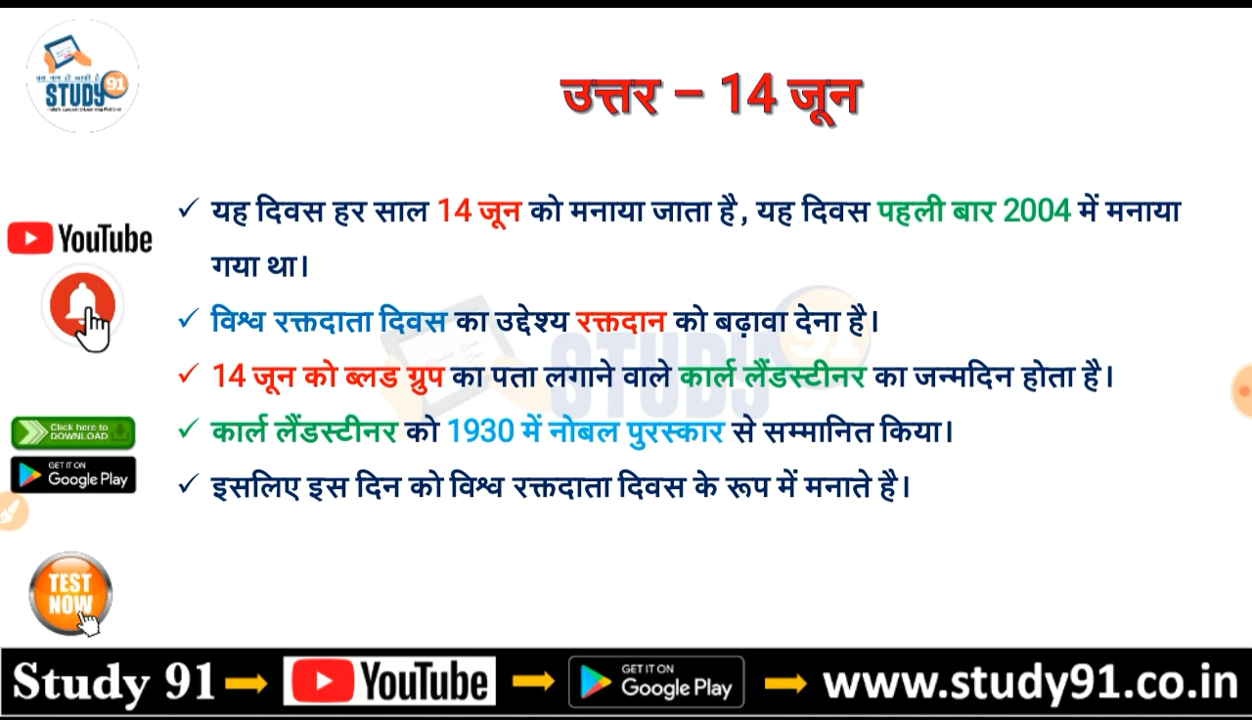 STUDY 91
उत्तर – 14 जून
✓ यह दिवस हर साल 14 जून को मनाया जाता है, यह दिवस पहली बार 2004 में मनाया
गया था।
✓ विश्व रक्तदाता दिवस का उद्देश्य रक्तदान को बढ़ावा देना है।
✓ 14 जून को ब्लड ग्रुप का पता लगाने वाले कार्ल लैंडस्टीनर का जन्मदिन होता है।
✓ कार्ल लैंडस्टीनर को 1930 में नोबल पुरस्कार से सम्मानित किया।
✓ इसलिए इस दिन को विश्व रक्तदाता दिवस के रूप में मनाते है।
YouTube
Click here to
DOWNLOAD
GET IT ON
Google Play
TEST
NOW
STUDY 91
Study 91 → YouTube → GET IT ON Google Play → www.study91.co.in